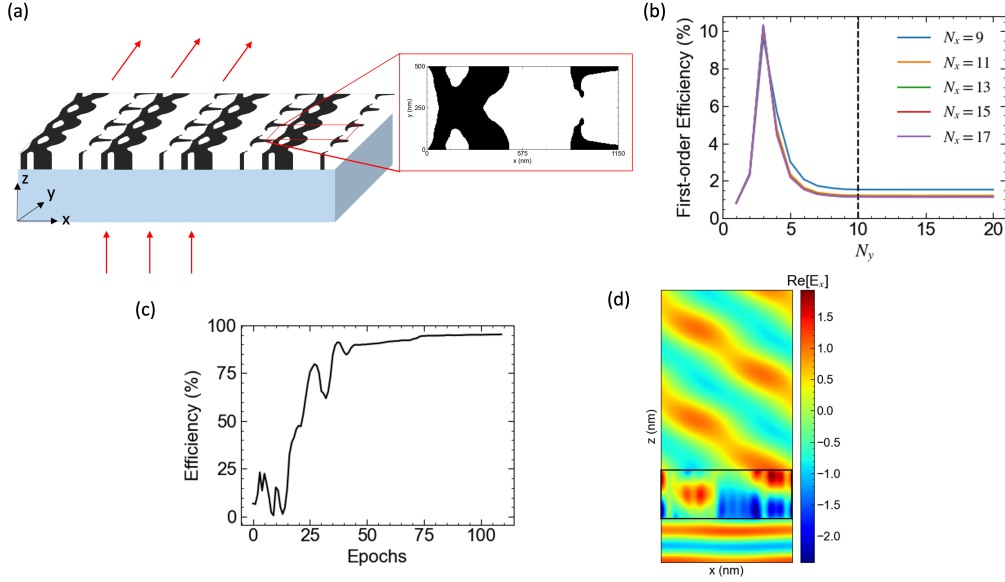 (a)
z
y
x
500
250
0
y (nm)
0
575
1150
x (nm)
(b)
First-order Efficiency (%)
10
8
6
4
2
0
0
5
10
15
20
N_y
N_x = 9
N_x = 11
N_x = 13
N_x = 15
N_x = 17
(c)
Efficiency (%)
100
75
50
25
0
0
25
50
75
100
Epochs
(d)
Re[E_x]
z (nm)
x (nm)
1.5
1.0
0.5
0.0
−0.5
−1.0
−1.5
−2.0